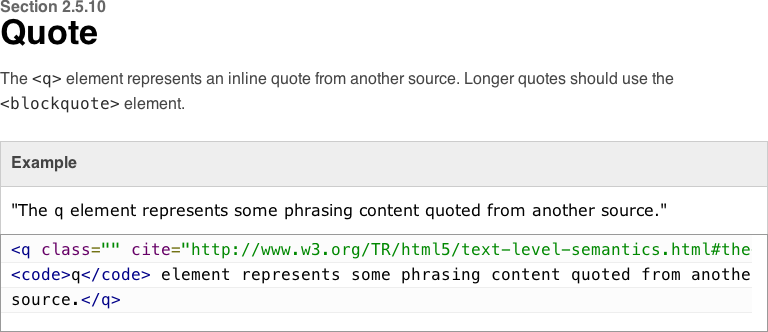 Section 2.5.10
Quote
The <q> element represents an inline quote from another source. Longer quotes should use the
<blockquote> element.
Example
"The q element represents some phrasing content quoted from another source."
<q class="" cite="http://www.w3.org/TR/html5/text-level-semantics.html#the
<code>q</code> element represents some phrasing content quoted from anothe
source.</q>